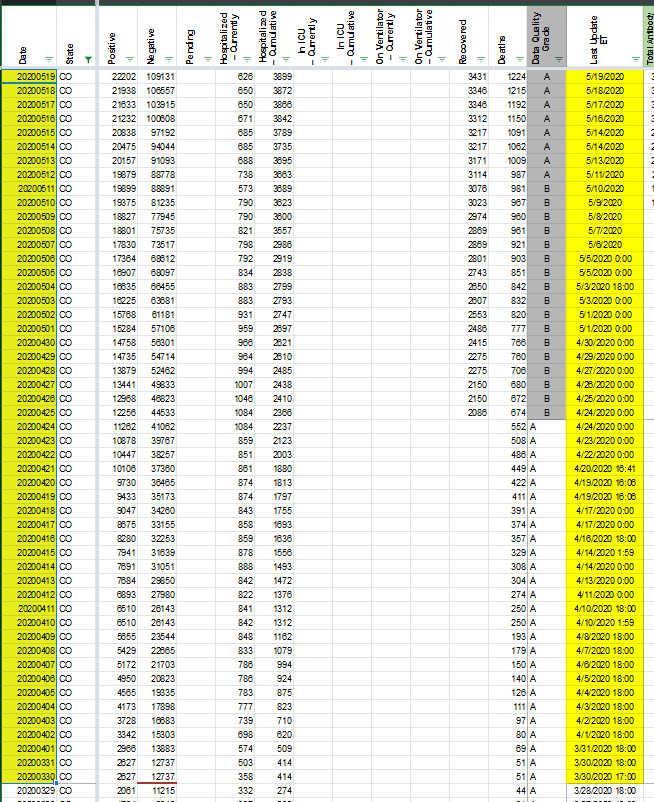 Date State Positive Negative Pending Hospitalized – Currently Hospitalized – Cumulative In ICU – Currently In ICU – Cumulative On Ventilator – Currently On Ventilator – Cumulative Recovered Deaths Data Quality Grade Last Update ET Total Antibody
20200519 CO 22202 109131 626 3899 3431 1224 A 5/19/2020
20200518 CO 21938 106557 650 3872 3346 1215 A 5/18/2020
20200517 CO 21633 103915 650 3866 3346 1192 A 5/17/2020
20200516 CO 21232 100608 671 3842 3312 1150 A 5/16/2020
20200515 CO 20838 97192 685 3789 3217 1091 A 5/14/2020
20200514 CO 20475 94044 685 3735 3217 1062 A 5/14/2020
20200513 CO 20157 91093 688 3695 3171 1009 A 5/13/2020
20200512 CO 19879 88778 738 3663 3114 987 A 5/11/2020
20200511 CO 19899 88891 573 3689 3076 981 B 5/10/2020
20200510 CO 19375 81235 790 3623 3023 967 B 5/9/2020
20200509 CO 18827 77945 790 3600 2974 960 B 5/8/2020
20200508 CO 18801 75735 821 3557 2869 961 B 5/7/2020
20200507 CO 17830 73517 798 2986 2869 921 B 5/6/2020
20200506 CO 17364 68612 792 2919 2801 903 B 5/5/2020 0:00
20200505 CO 16907 68097 834 2838 2743 851 B 5/5/2020 0:00
20200504 CO 16635 66455 883 2799 2650 842 B 5/3/2020 18:00
20200503 CO 16225 63681 883 2793 2607 832 B 5/3/2020 0:00
20200502 CO 15768 61181 931 2747 2553 820 B 5/1/2020 0:00
20200501 CO 15284 57106 959 2697 2486 777 B 5/1/2020 0:00
20200430 CO 14758 56301 966 2621 2415 766 B 4/30/2020 0:00
20200429 CO 14735 54714 964 2610 2275 760 B 4/29/2020 0:00
20200428 CO 13879 52462 994 2485 2275 706 B 4/27/2020 0:00
20200427 CO 13441 49833 1007 2438 2150 680 B 4/26/2020 0:00
20200426 CO 12968 46823 1046 2410 2150 672 B 4/25/2020 0:00
20200425 CO 12256 44533 1084 2366 2086 674 B 4/24/2020 0:00
20200424 CO 11262 41062 1084 2237 552 A 4/24/2020 0:00
20200423 CO 10878 39767 859 2123 508 A 4/23/2020 0:00
20200422 CO 10447 38257 851 2003 486 A 4/22/2020 0:00
20200421 CO 10106 37360 861 1880 449 A 4/20/2020 16:41
20200420 CO 9730 36465 874 1813 422 A 4/19/2020 16:06
20200419 CO 9433 35173 874 1797 411 A 4/19/2020 16:06
20200418 CO 9047 34260 843 1755 391 A 4/17/2020 0:00
20200417 CO 8675 33155 858 1693 374 A 4/17/2020 0:00
20200416 CO 8280 32253 859 1636 357 A 4/16/2020 18:00
20200415 CO 7941 31639 878 1556 329 A 4/14/2020 1:59
20200414 CO 7691 31051 888 1493 308 A 4/14/2020 0:00
20200413 CO 7684 29850 842 1472 304 A 4/13/2020 0:00
20200412 CO 6893 27980 822 1376 274 A 4/11/2020 0:00
20200411 CO 6510 26143 841 1312 250 A 4/10/2020 18:00
20200410 CO 6510 26143 842 1312 250 A 4/10/2020 1:59
20200409 CO 5655 23544 848 1162 193 A 4/8/2020 18:00
20200408 CO 5429 22665 833 1079 179 A 4/7/2020 18:00
20200407 CO 5172 21703 786 994 150 A 4/6/2020 18:00
20200406 CO 4950 20823 786 924 140 A 4/5/2020 18:00
20200405 CO 4565 19335 783 875 126 A 4/4/2020 18:00
20200404 CO 4173 17898 777 823 111 A 4/3/2020 18:00
20200403 CO 3728 16683 739 710 97 A 4/2/2020 18:00
20200402 CO 3342 15303 698 620 80 A 4/1/2020 18:00
20200401 CO 2966 13883 574 509 69 A 3/31/2020 18:00
20200331 CO 2627 12737 503 414 51 A 3/30/2020 18:00
20200330 CO 2627 12737 358 414 51 A 3/30/2020 17:00
20200329 CO 2061 11215 332 274 44 A 3/28/2020 18:00